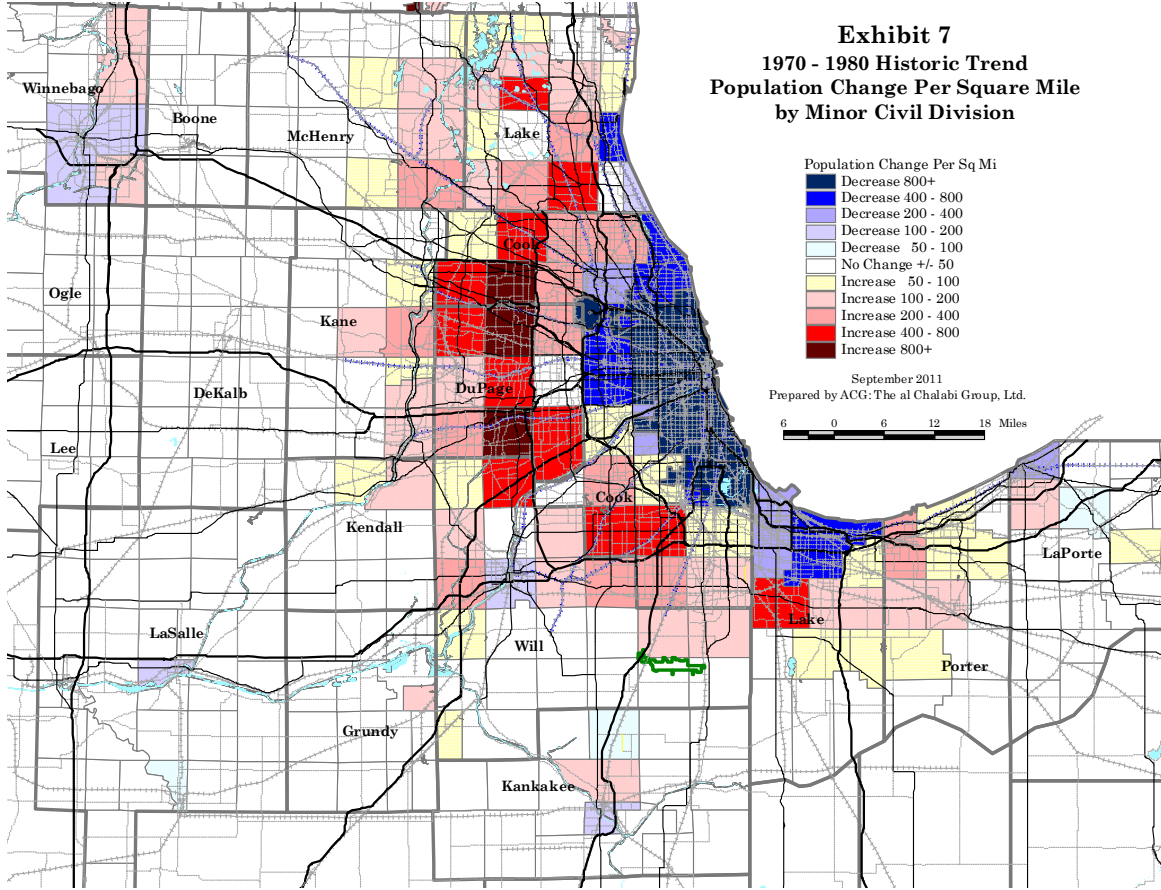 Exhibit 7
1970 - 1980 Historic Trend
Population Change Per Square Mile
by Minor Civil Division
Population Change Per Sq Mi
Decrease 800+
Decrease 400 - 800
Decrease 200 - 400
Decrease 100 - 200
Decrease 50 - 100
No Change +/- 50
Increase 50 - 100
Increase 100 - 200
Increase 200 - 400
Increase 400 - 800
Increase 800+
September 2011
Prepared by ACG: The al Chalabi Group, Ltd.
6 0 6 12 18 Miles
Winnebago
Boone
McHenry
Lake
Cook
Ogle
Kane
DuPage
DeKalb
Lee
Cook
Kendall
LaPorte
LaSalle
Will
Lake
Porter
Grundy
Kankakee